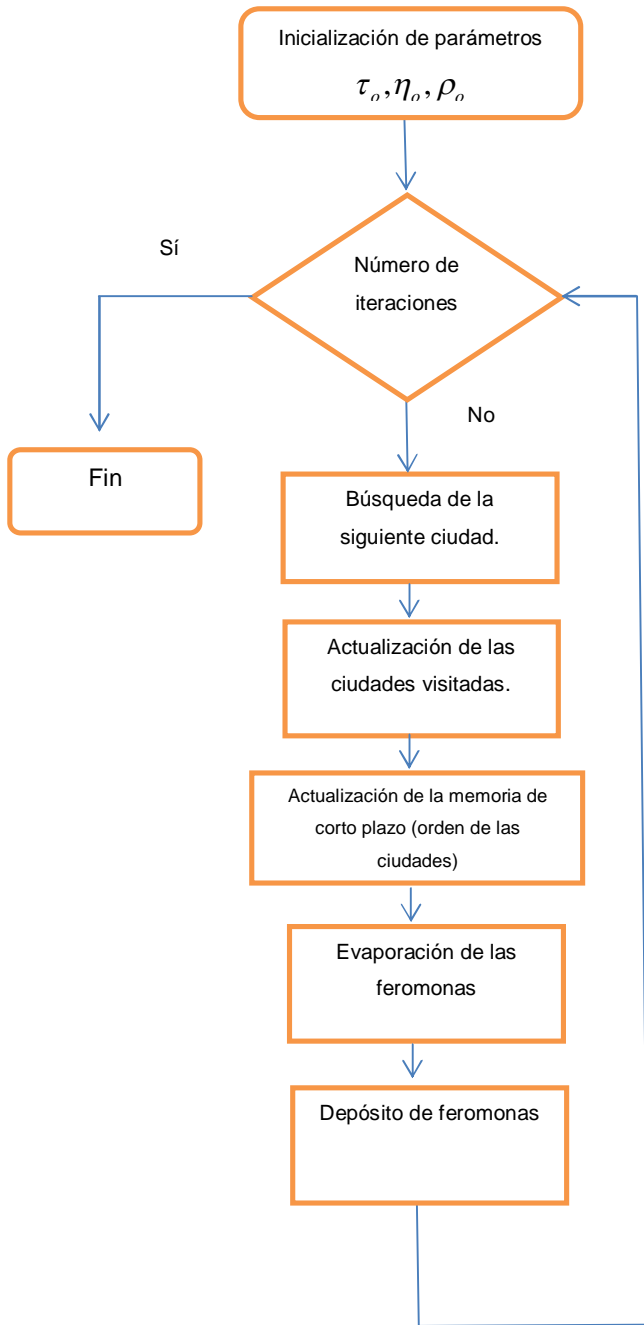 Inicialización de parámetros
τₒ, ηₒ, ρₒ
Sí
Número de
iteraciones
No
Fin
Búsqueda de la
siguiente ciudad.
Actualización de las
ciudades visitadas.
Actualización de la memoria de
corto plazo (orden de las
ciudades)
Evaporación de las
feromonas
Depósito de feromonas